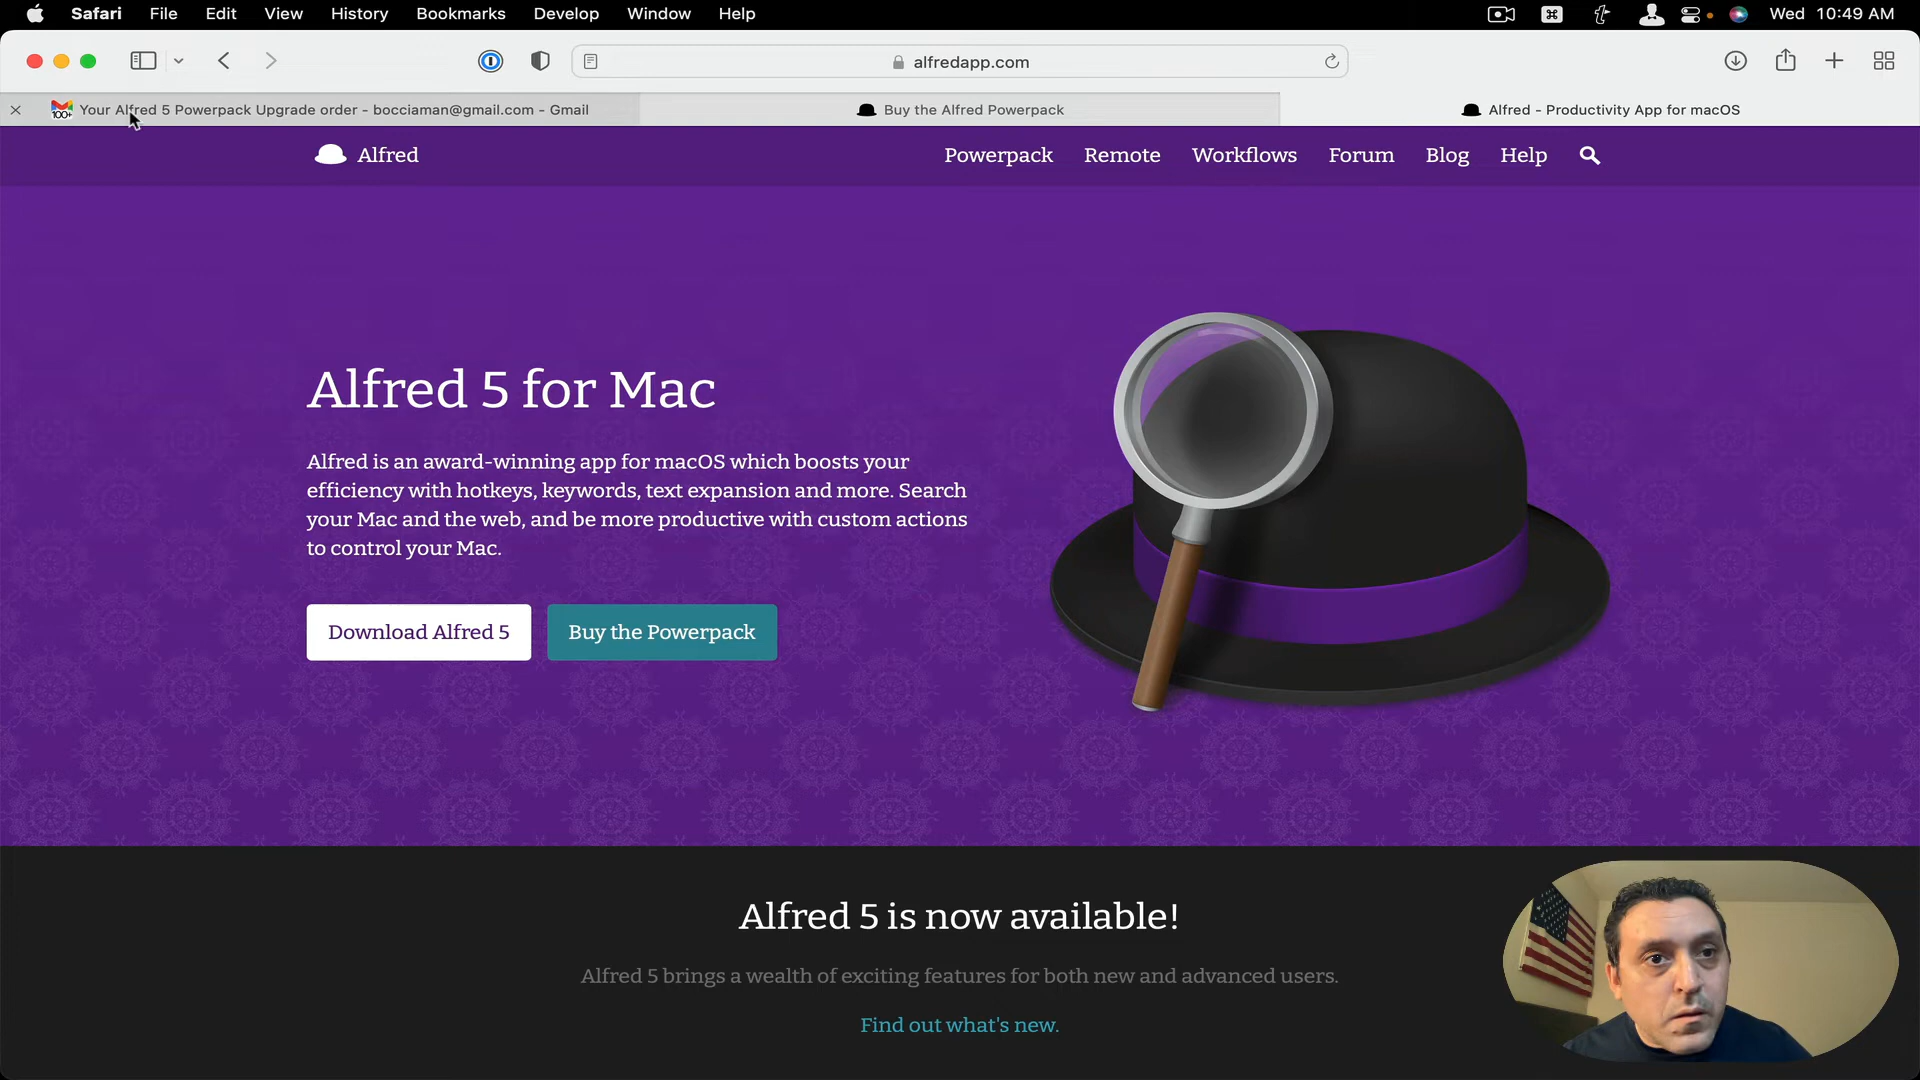 Safari File Edit View History Bookmarks Develop Window Help Wed 10:49 AM
alfredapp.com
Your Alfred 5 Powerpack Upgrade order - bocciaman@gmail.com - Gmail
Buy the Alfred Powerpack
Alfred - Productivity App for macOS
100+
Alfred
Powerpack Remote Workflows Forum Blog Help
Alfred 5 for Mac
Alfred is an award-winning app for macOS which boosts your
efficiency with hotkeys, keywords, text expansion and more. Search
your Mac and the web, and be more productive with custom actions
to control your Mac.
Download Alfred 5
Buy the Powerpack
Alfred 5 is now available!
Alfred 5 brings a wealth of exciting features for both new and advanced users.
Find out what's new.